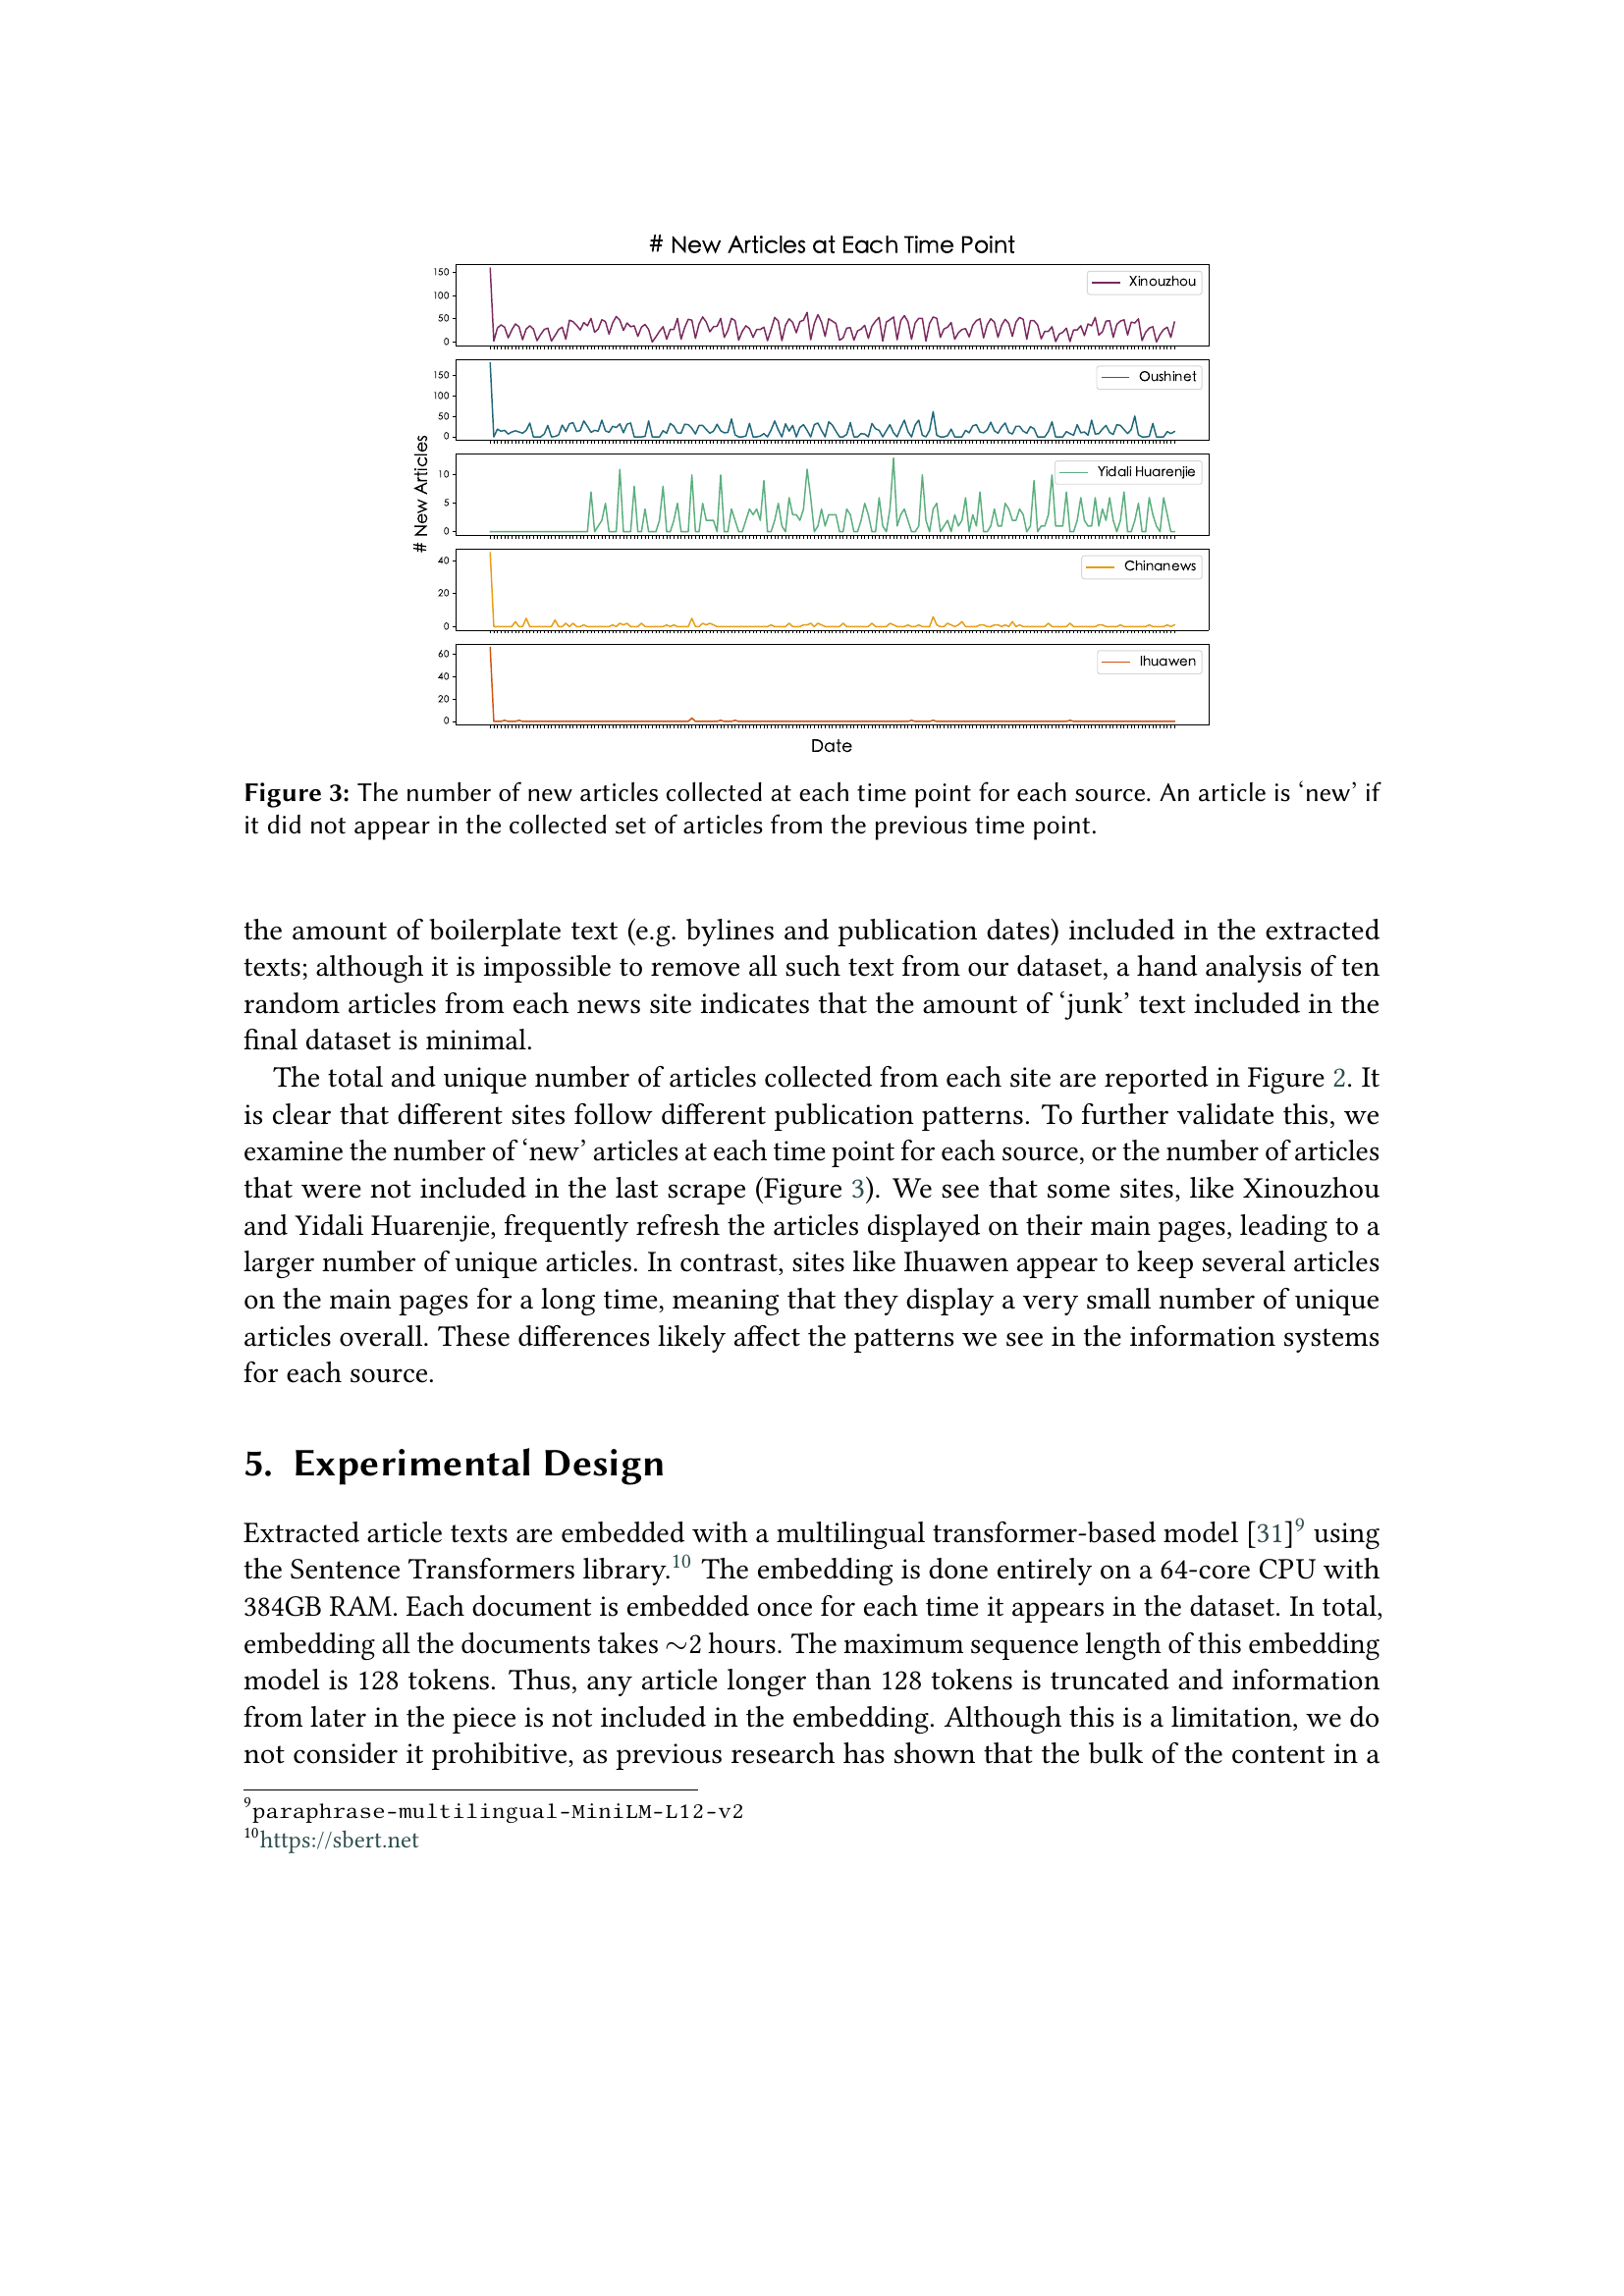 # New Articles at Each Time Point
# New Articles
150
100
50
0
Xinouzhou
150
100
50
0
Oushinet
10
5
0
Yidali Huarenjie
40
20
0
Chinanews
60
40
20
0
Ihuawen
Date
Figure 3: The number of new articles collected at each time point for each source. An article is ‘new’ if
it did not appear in the collected set of articles from the previous time point.
the amount of boilerplate text (e.g. bylines and publication dates) included in the extracted
texts; although it is impossible to remove all such text from our dataset, a hand analysis of ten
random articles from each news site indicates that the amount of ‘junk’ text included in the
final dataset is minimal.
The total and unique number of articles collected from each site are reported in Figure 2. It
is clear that different sites follow different publication patterns. To further validate this, we
examine the number of ‘new’ articles at each time point for each source, or the number of articles
that were not included in the last scrape (Figure 3). We see that some sites, like Xinouzhou
and Yidali Huarenjie, frequently refresh the articles displayed on their main pages, leading to a
larger number of unique articles. In contrast, sites like Ihuawen appear to keep several articles
on the main pages for a long time, meaning that they display a very small number of unique
articles overall. These differences likely affect the patterns we see in the information systems
for each source.
5. Experimental Design
Extracted article texts are embedded with a multilingual transformer-based model [31]⁹ using
the Sentence Transformers library.¹⁰ The embedding is done entirely on a 64-core CPU with
384GB RAM. Each document is embedded once for each time it appears in the dataset. In total,
embedding all the documents takes ∼2 hours. The maximum sequence length of this embedding
model is 128 tokens. Thus, any article longer than 128 tokens is truncated and information
from later in the piece is not included in the embedding. Although this is a limitation, we do
not consider it prohibitive, as previous research has shown that the bulk of the content in a
⁹paraphrase-multilingual-MiniLM-L12-v2
¹⁰https://sbert.net